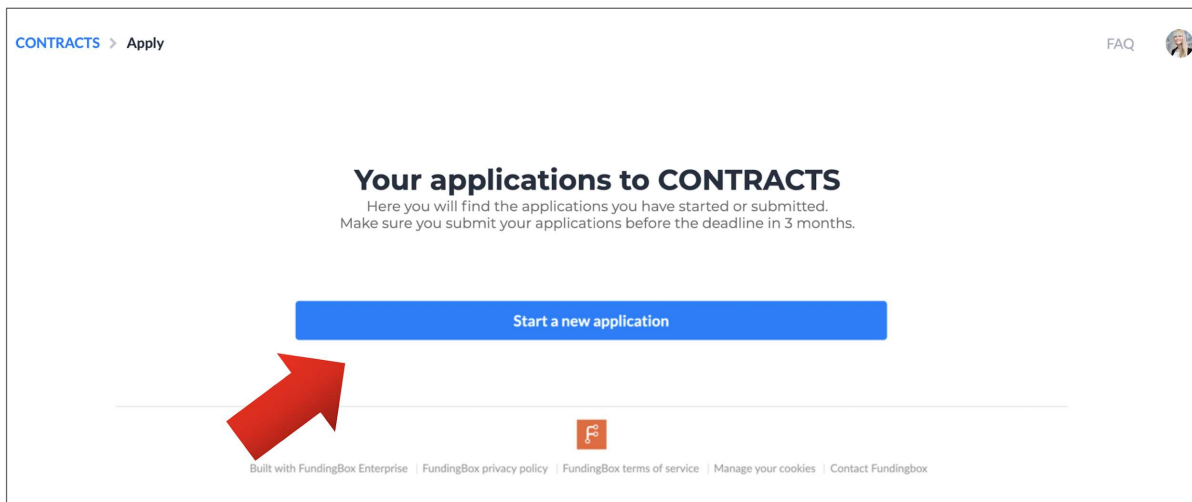 CONTRACTS > Apply
FAQ
Your applications to CONTRACTS
Here you will find the applications you have started or submitted.
Make sure you submit your applications before the deadline in 3 months.
Start a new application
Built with FundingBox Enterprise | FundingBox privacy policy | FundingBox terms of service | Manage your cookies | Contact Fundingbox